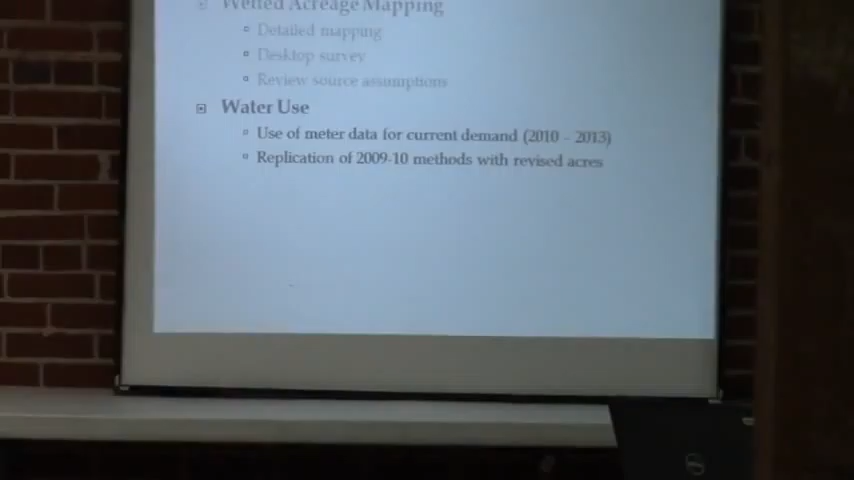 Wetted Acreage Mapping
Detailed mapping
Desktop survey
Review source assumptions
Water Use
Use of meter data for current demand (2010 - 2013)
Replication of 2009-10 methods with revised acres